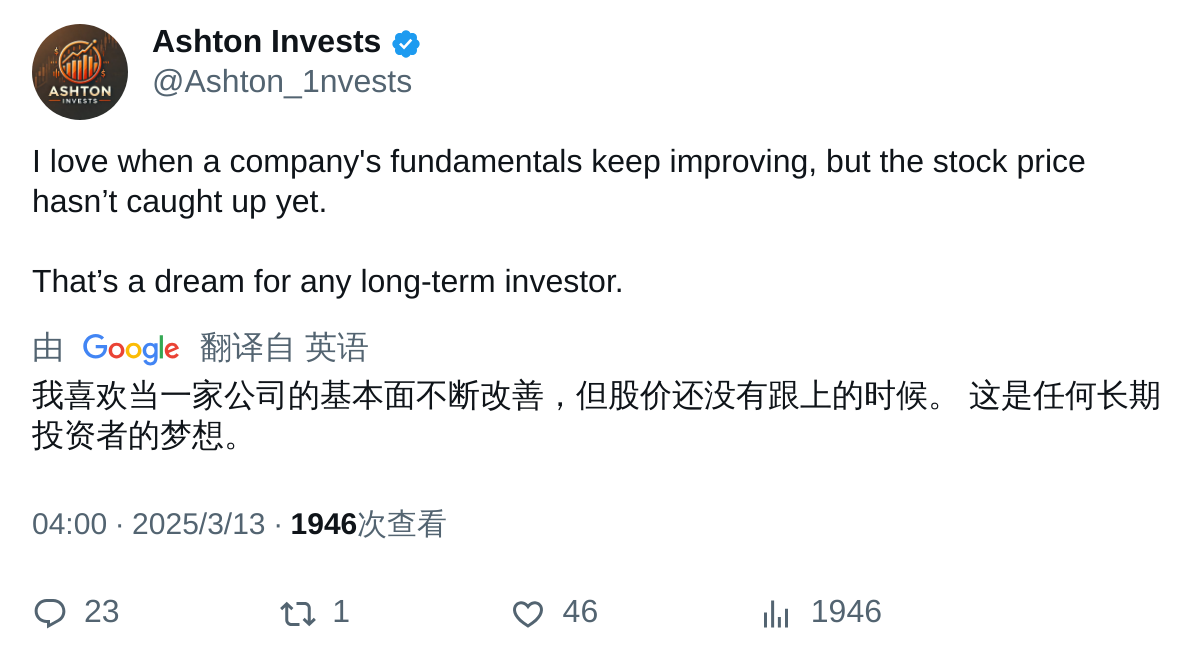 ASHTON
INVESTS
Ashton Invests
@Ashton_1nvests
I love when a company's fundamentals keep improving, but the stock price
hasn’t caught up yet.
That’s a dream for any long-term investor.
由 Google 翻译自 英语
我喜欢当一家公司的基本面不断改善，但股价还没有跟上的时候。 这是任何长期
投资者的梦想。
04:00 · 2025/3/13 · 1946次查看
23 1 46 1946